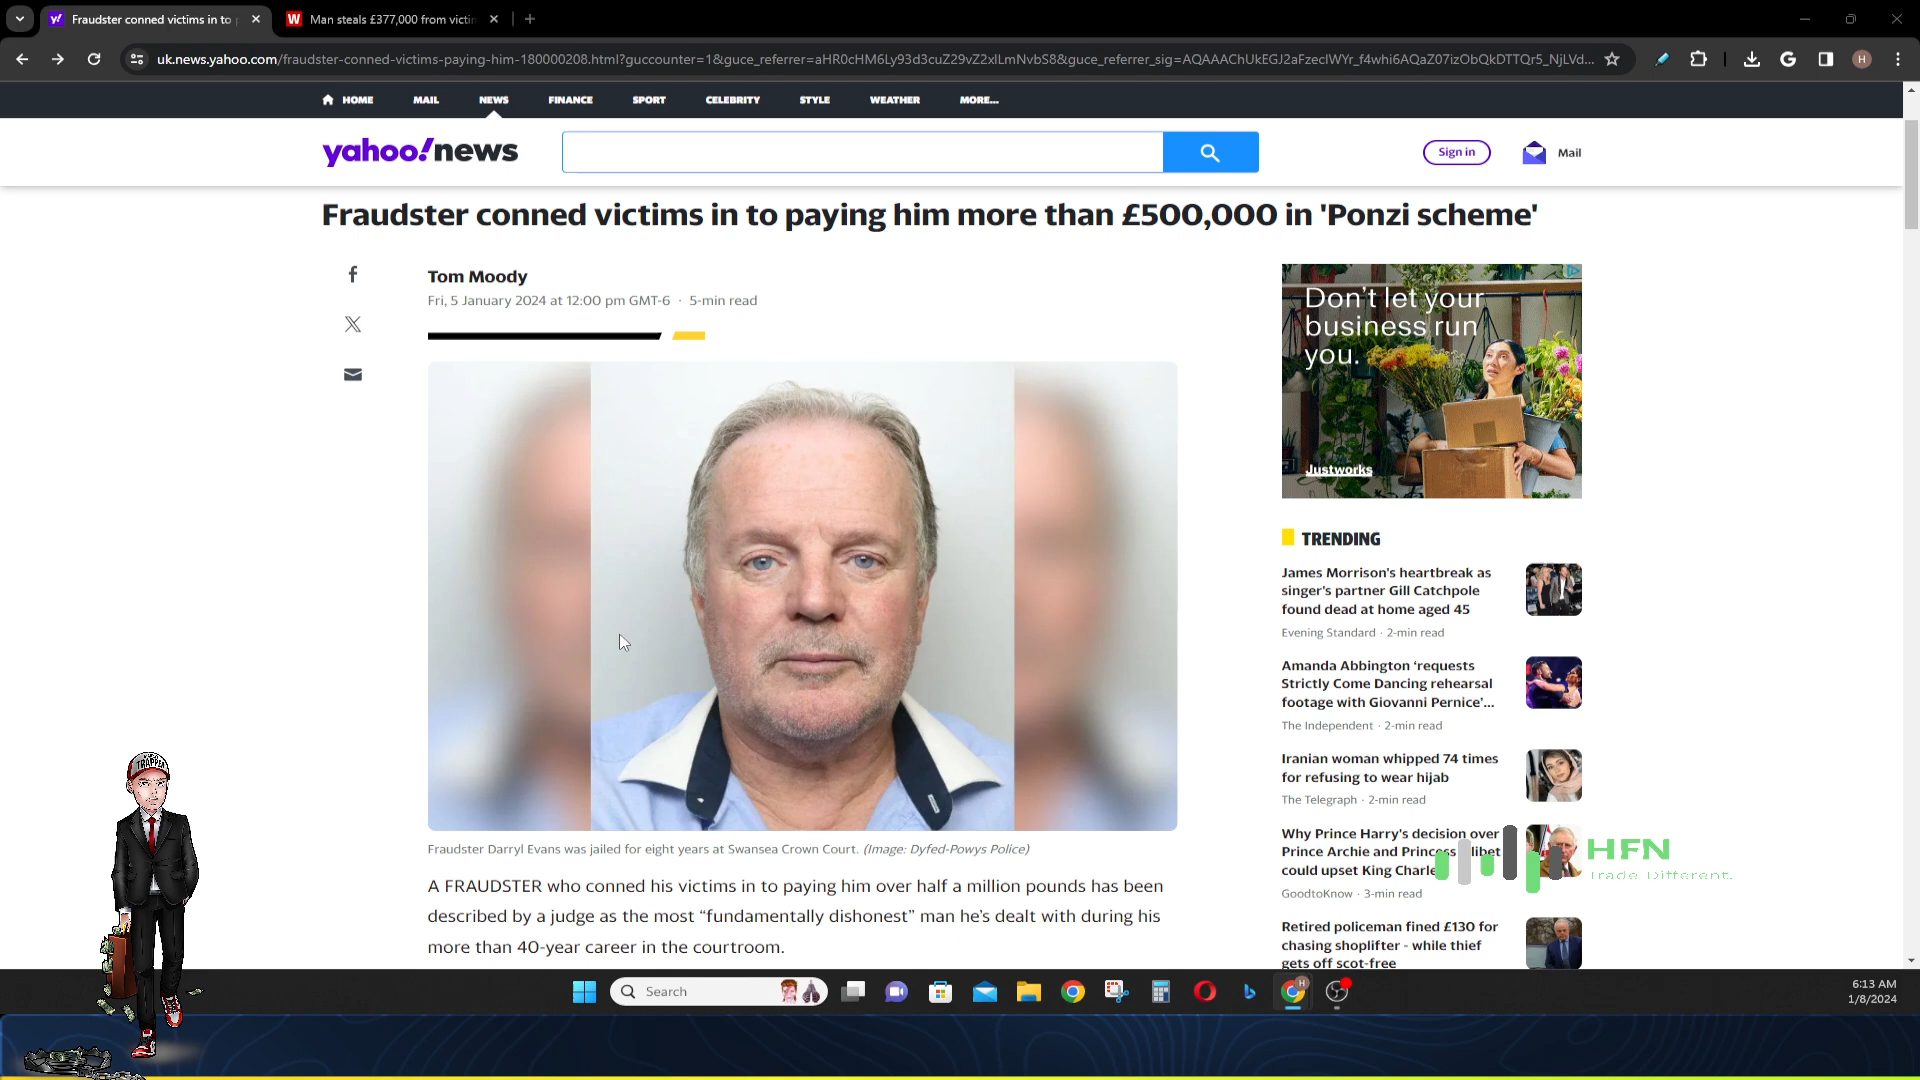 Fraudster conned victims in to
Man steals £377,000 from victin
uk.news.yahoo.com/fraudster-conned-victims-paying-him-180000208.html?guccounter=1&guce_referrer=aHR0cHM6Ly93d3cuZ29vZ2xlLmNvbS8&guce_referrer_sig=AQAAAChUkEGJ2aFzeclWYr_f4whi6AQaZ07izObQkDTTQr5_NjLVd...
HOME MAIL NEWS FINANCE SPORT CELEBRITY STYLE WEATHER MORE...
yahoo!news
Sign in
Mail
Fraudster conned victims in to paying him more than £500,000 in 'Ponzi scheme'
Tom Moody
Fri, 5 January 2024 at 12:00 pm GMT-6 · 5-min read
Don't let your
business run
you.
Justworks
TRENDING
James Morrison's heartbreak as
singer's partner Gill Catchpole
found dead at home aged 45
Evening Standard · 2-min read
Amanda Abbington 'requests
Strictly Come Dancing rehearsal
footage with Giovanni Pernice'...
The Independent · 2-min read
Iranian woman whipped 74 times
for refusing to wear hijab
The Telegraph · 2-min read
Why Prince Harry's decision over
Prince Archie and Princess libet
could upset King Charle
GoodtoKnow · 3-min read
Retired policeman fined £130 for
chasing shoplifter - while thief
gets off scot-free
HFN
Trade Different.
TRAPPER
Fraudster Darryl Evans was jailed for eight years at Swansea Crown Court. (Image: Dyfed-Powys Police)
A FRAUDSTER who conned his victims in to paying him over half a million pounds has been
described by a judge as the most “fundamentally dishonest” man he’s dealt with during his
more than 40-year career in the courtroom.
Search
6:13 AM
1/8/2024